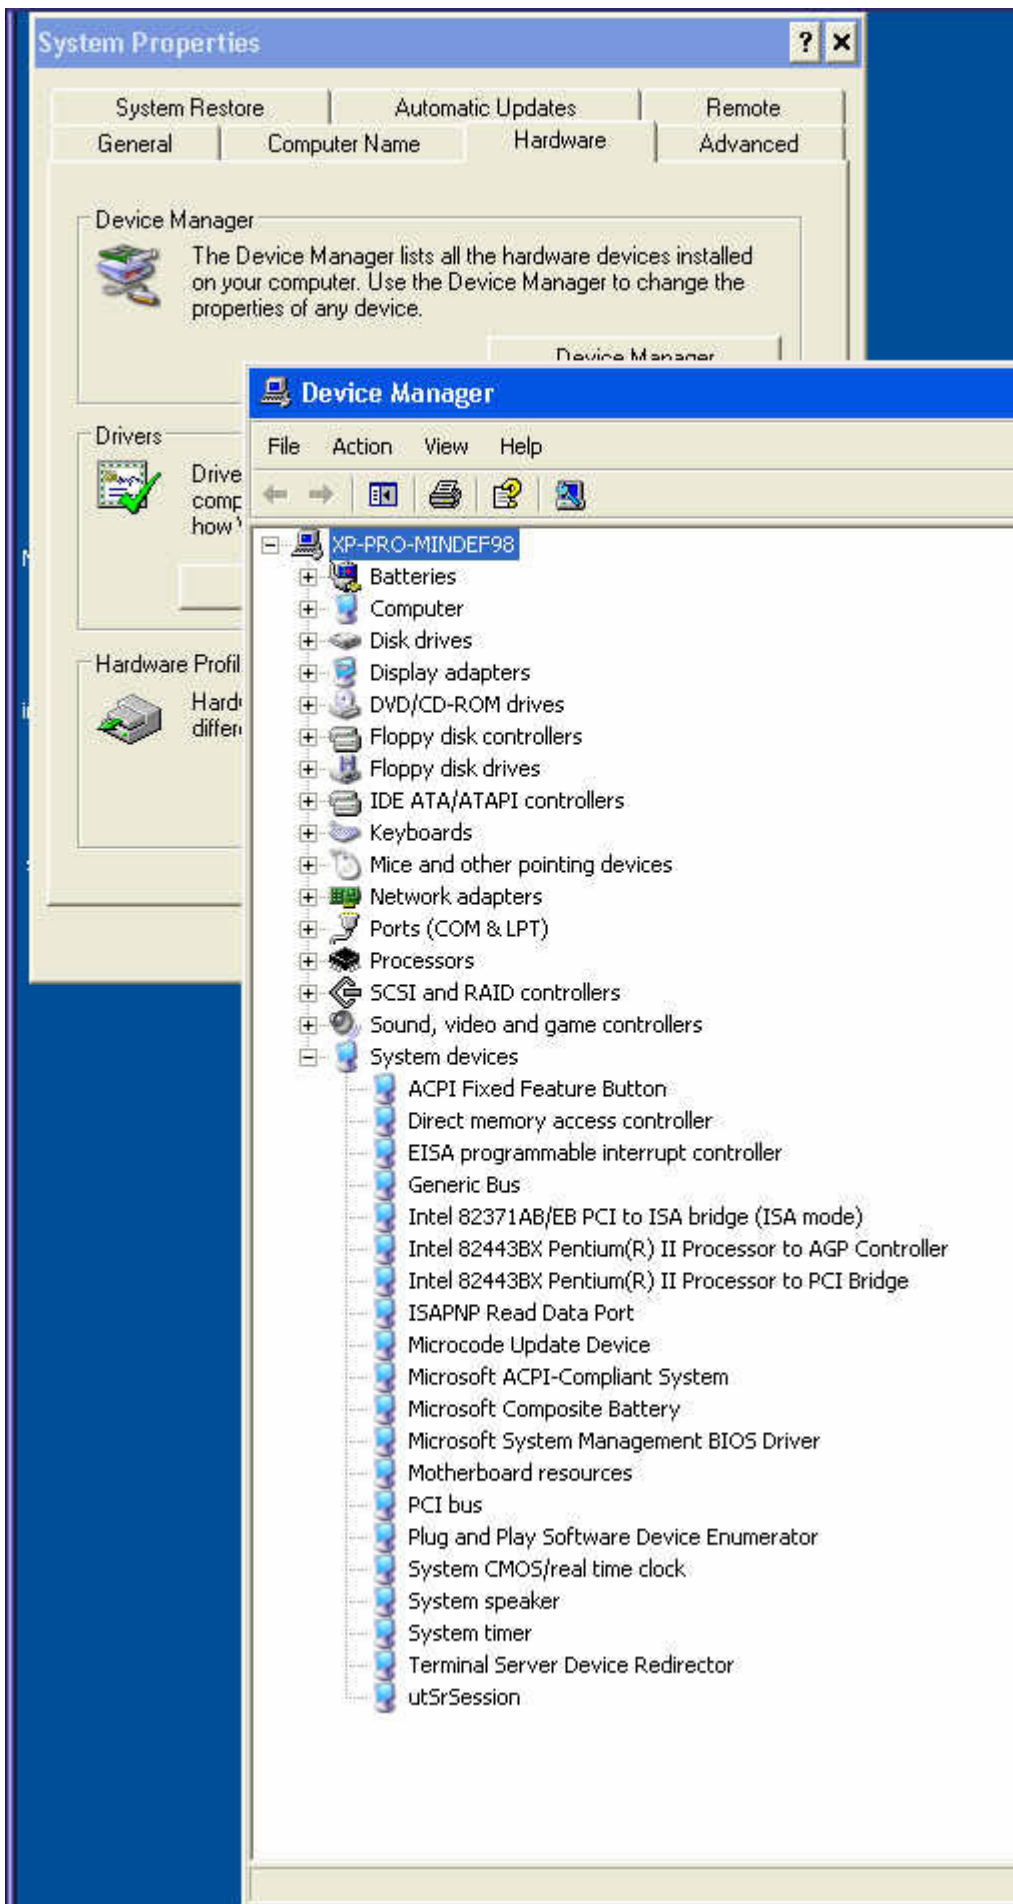 System Properties
System Restore
Automatic Updates
Remote
General
Computer Name
Hardware
Advanced
Device Manager
The Device Manager lists all the hardware devices installed
on your computer. Use the Device Manager to change the
properties of any device.
Device Manager
Drivers
Drive
comp
how
Hardware Profil
Hard
differ
Device Manager
File Action View Help
XP-PRO-MINDEF98
Batteries
Computer
Disk drives
Display adapters
DVD/CD-ROM drives
Floppy disk controllers
Floppy disk drives
IDE ATA/ATAPI controllers
Keyboards
Mice and other pointing devices
Network adapters
Ports (COM & LPT)
Processors
SCSI and RAID controllers
Sound, video and game controllers
System devices
ACPI Fixed Feature Button
Direct memory access controller
EISA programmable interrupt controller
Generic Bus
Intel 82371AB/EB PCI to ISA bridge (ISA mode)
Intel 82443BX Pentium(R) II Processor to AGP Controller
Intel 82443BX Pentium(R) II Processor to PCI Bridge
ISAPNP Read Data Port
Microcode Update Device
Microsoft ACPI-Compliant System
Microsoft Composite Battery
Microsoft System Management BIOS Driver
Motherboard resources
PCI bus
Plug and Play Software Device Enumerator
System CMOS/real time clock
System speaker
System timer
Terminal Server Device Redirector
utSrSession